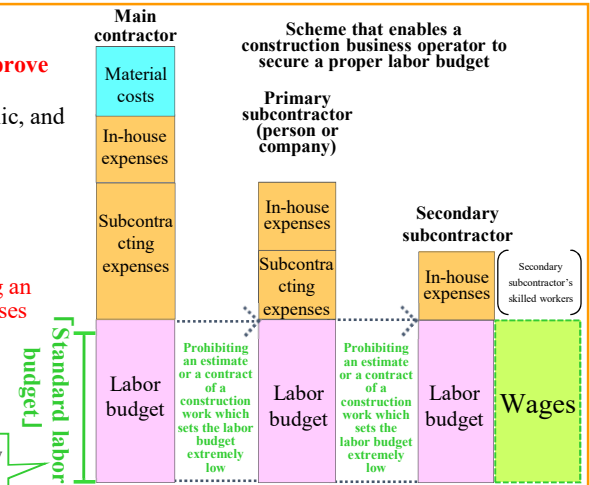 Main
contractor
Scheme that enables a
construction business operator to
secure a proper labor budget
prove
ic, and
Material
costs
In-house
expenses
Subcontra
cting
expenses
Labor
budget
Primary
subcontractor
(person or
company)
In-house
expenses
Subcontra
cting
expenses
Labor
budget
Secondary
subcontractor
In-house
expenses
Labor
budget
Secondary
subcontractor's
skilled workers
Wages
g an
ses
「Standard labor
budget」
Prohibiting
an estimate
or a contract
of a
construction
work which
sets the labor
budget
extremely
low
Prohibiting
an estimate
or a contract
of a
construction
work which
sets the
labor budget
extremely
low